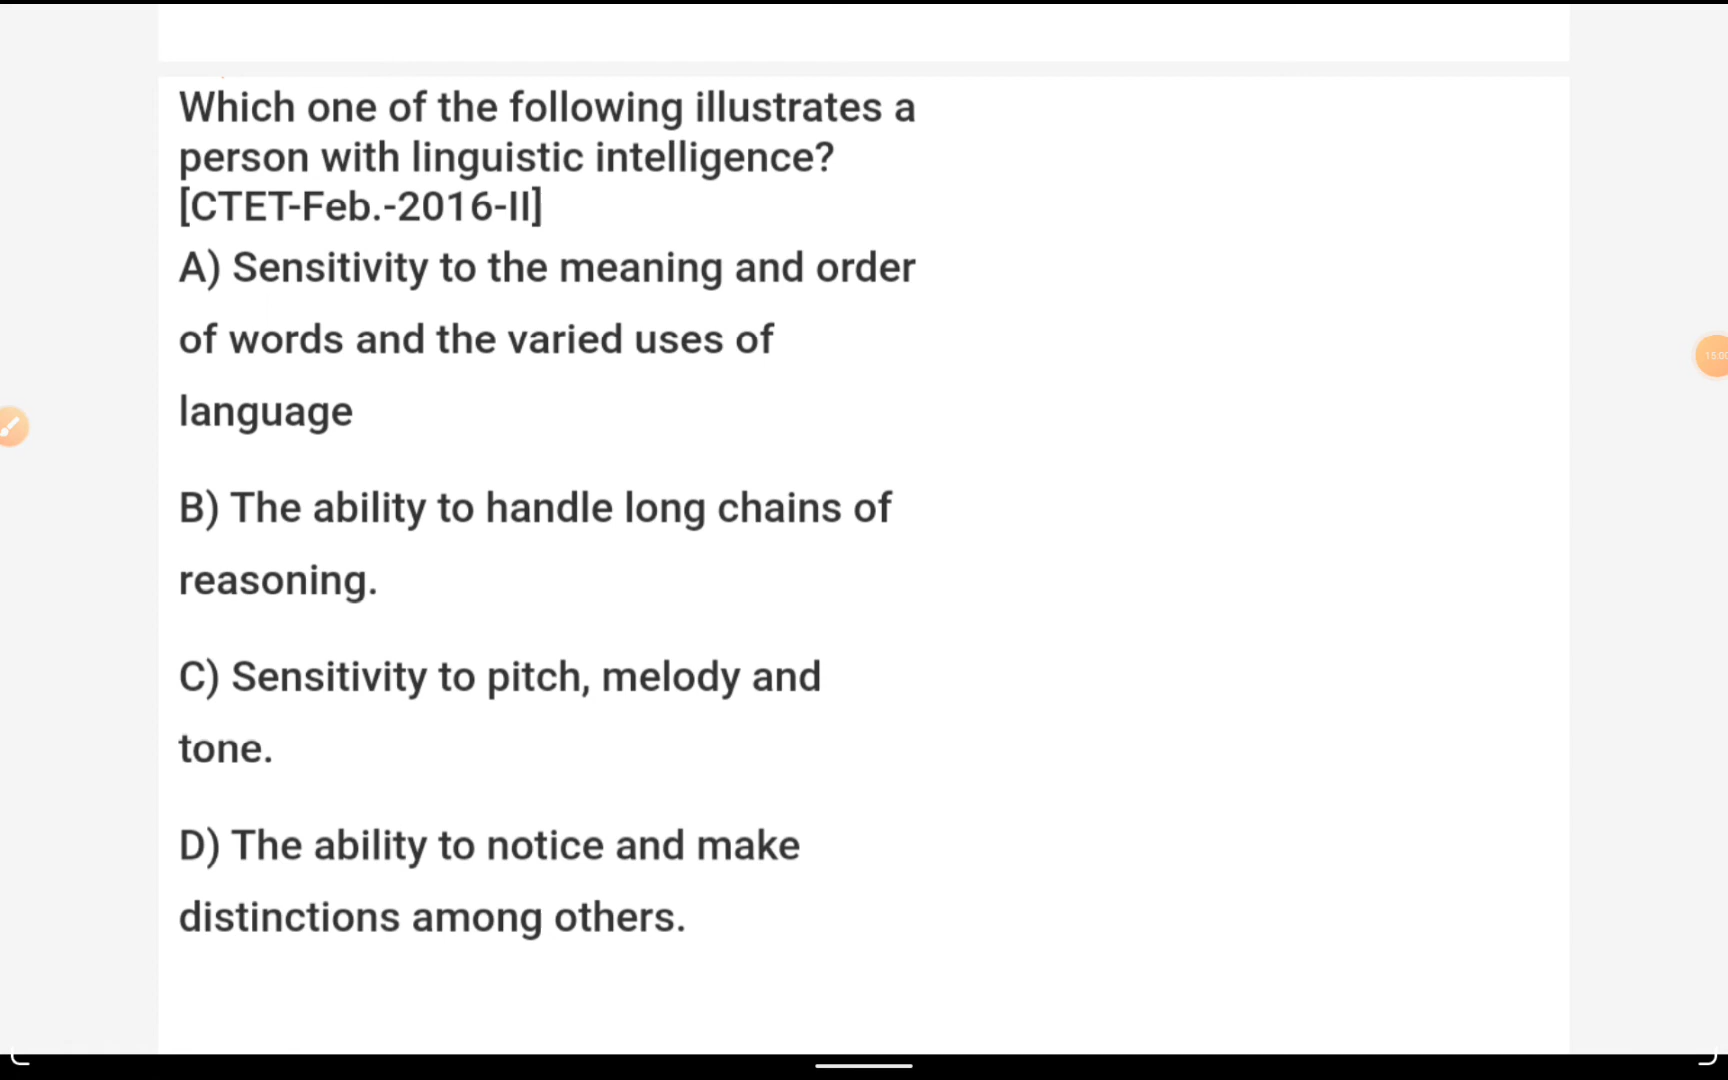 Which one of the following illustrates a
person with linguistic intelligence?
[CTET-Feb.-2016-II]
A) Sensitivity to the meaning and order
of words and the varied uses of
language
B) The ability to handle long chains of
reasoning.
C) Sensitivity to pitch, melody and
tone.
D) The ability to notice and make
distinctions among others.